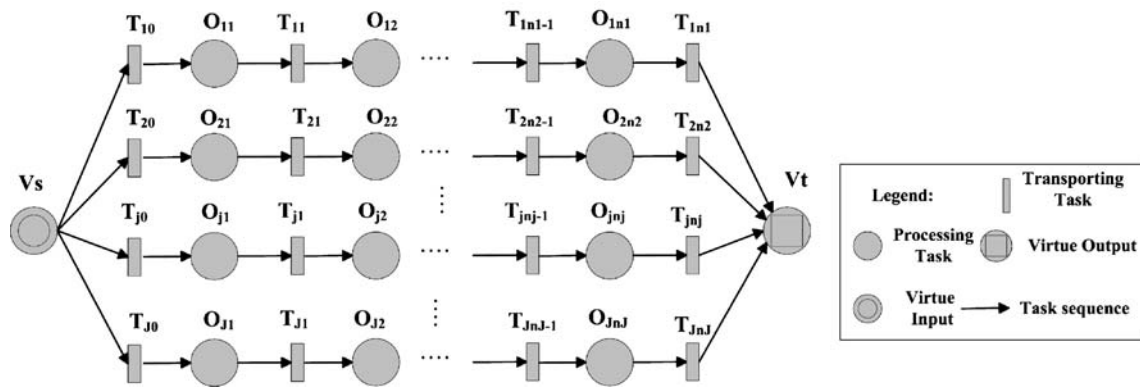 T10 O11 T11 O12 T1n1-1 O1n1 T1n1
....
T20 O21 T21 O22 T2n2-1 O2n2 T2n2
....
Vs
Vt
Tj0 Oj1 Tj1 Oj2 Tjnj-1 Ojnj Tjnj
....
TJ0 OJ1 TJ1 OJ2 TJnJ-1 OJnJ TJnJ
....
Legend:
Transporting
Task
Processing
Task
Virtue Output
Virtue
Input
Task sequence